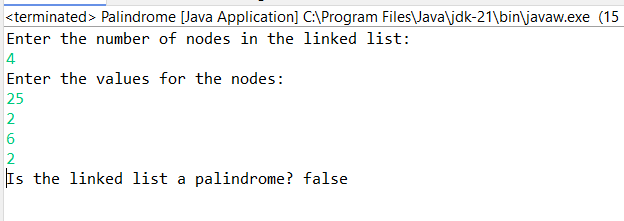 <terminated> Palindrome [Java Application] C:\Program Files\Java\jdk-21\bin\javaw.exe (15
Enter the number of nodes in the linked list:
4
Enter the values for the nodes:
25
2
6
2
Is the linked list a palindrome? false